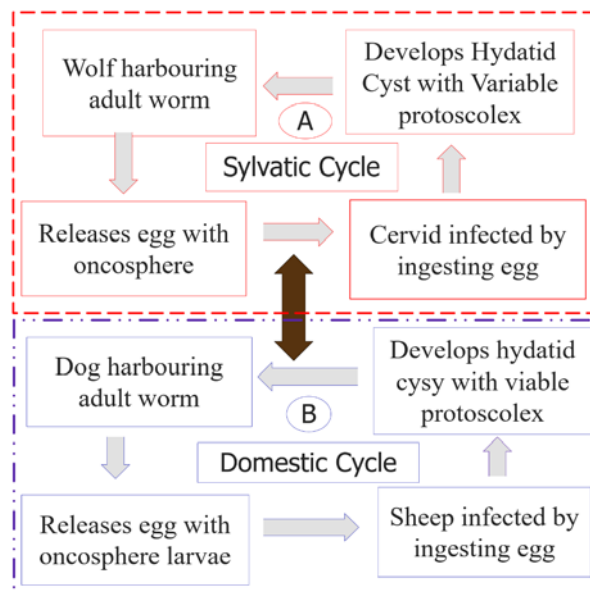 Wolf harbouring
adult worm
Develops Hydatid
Cyst with Variable
protoscolex
A
Sylvatic Cycle
Releases egg with
oncosphere
Cervid infected by
ingesting egg
Dog harbouring
adult worm
Develops hydatid
cysy with viable
protoscolex
B
Domestic Cycle
Releases egg with
oncosphere larvae
Sheep infected by
ingesting egg